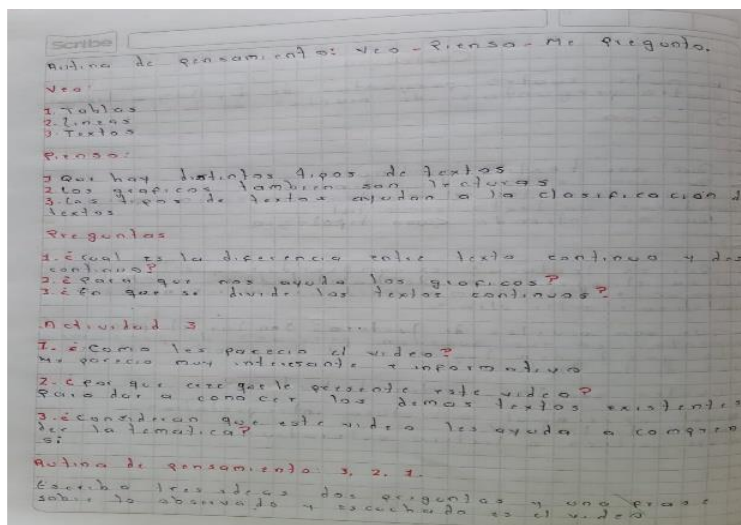 Scribe
Rutina de pensamiento: Veo - Pienso - Me pregunto.
Veo:
1. Tablas
2. Lineas
3. Textos
Pienso:
1 Que hay distintos tipos de textos
2 Los graficos tambien son lecturas
3. Los tipos de textos ayudan a la clasificacion d
textos
Preguntas
1. ¿Cual es la diferencia entre texto continuo y dis
continuo?
2. ¿Para que nos ayuda los graficos?
3. ¿En que se divide los textos continuos?
Actividad 3
1. ¿Como les parecio el video?
Me parecio muy interesante e informativo
2. ¿Por que cree que le presente este video?
Para dar a conocer los demas textos existentes
3. ¿Consideran que este video les ayuda a compre
der la tematica?
si
Rutina de pensamiento 3, 2, 1.
Escribo tres ideas dos preguntas y una frase
sobre lo observado y escuchado es el video